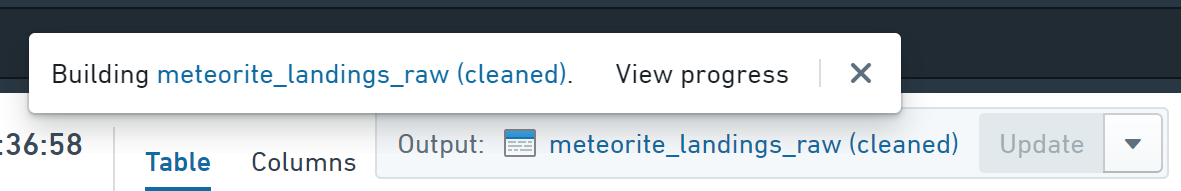 Building meteorite_landings_raw (cleaned). View progress
:36:58
Table Columns
Output: meteorite_landings_raw (cleaned) Update